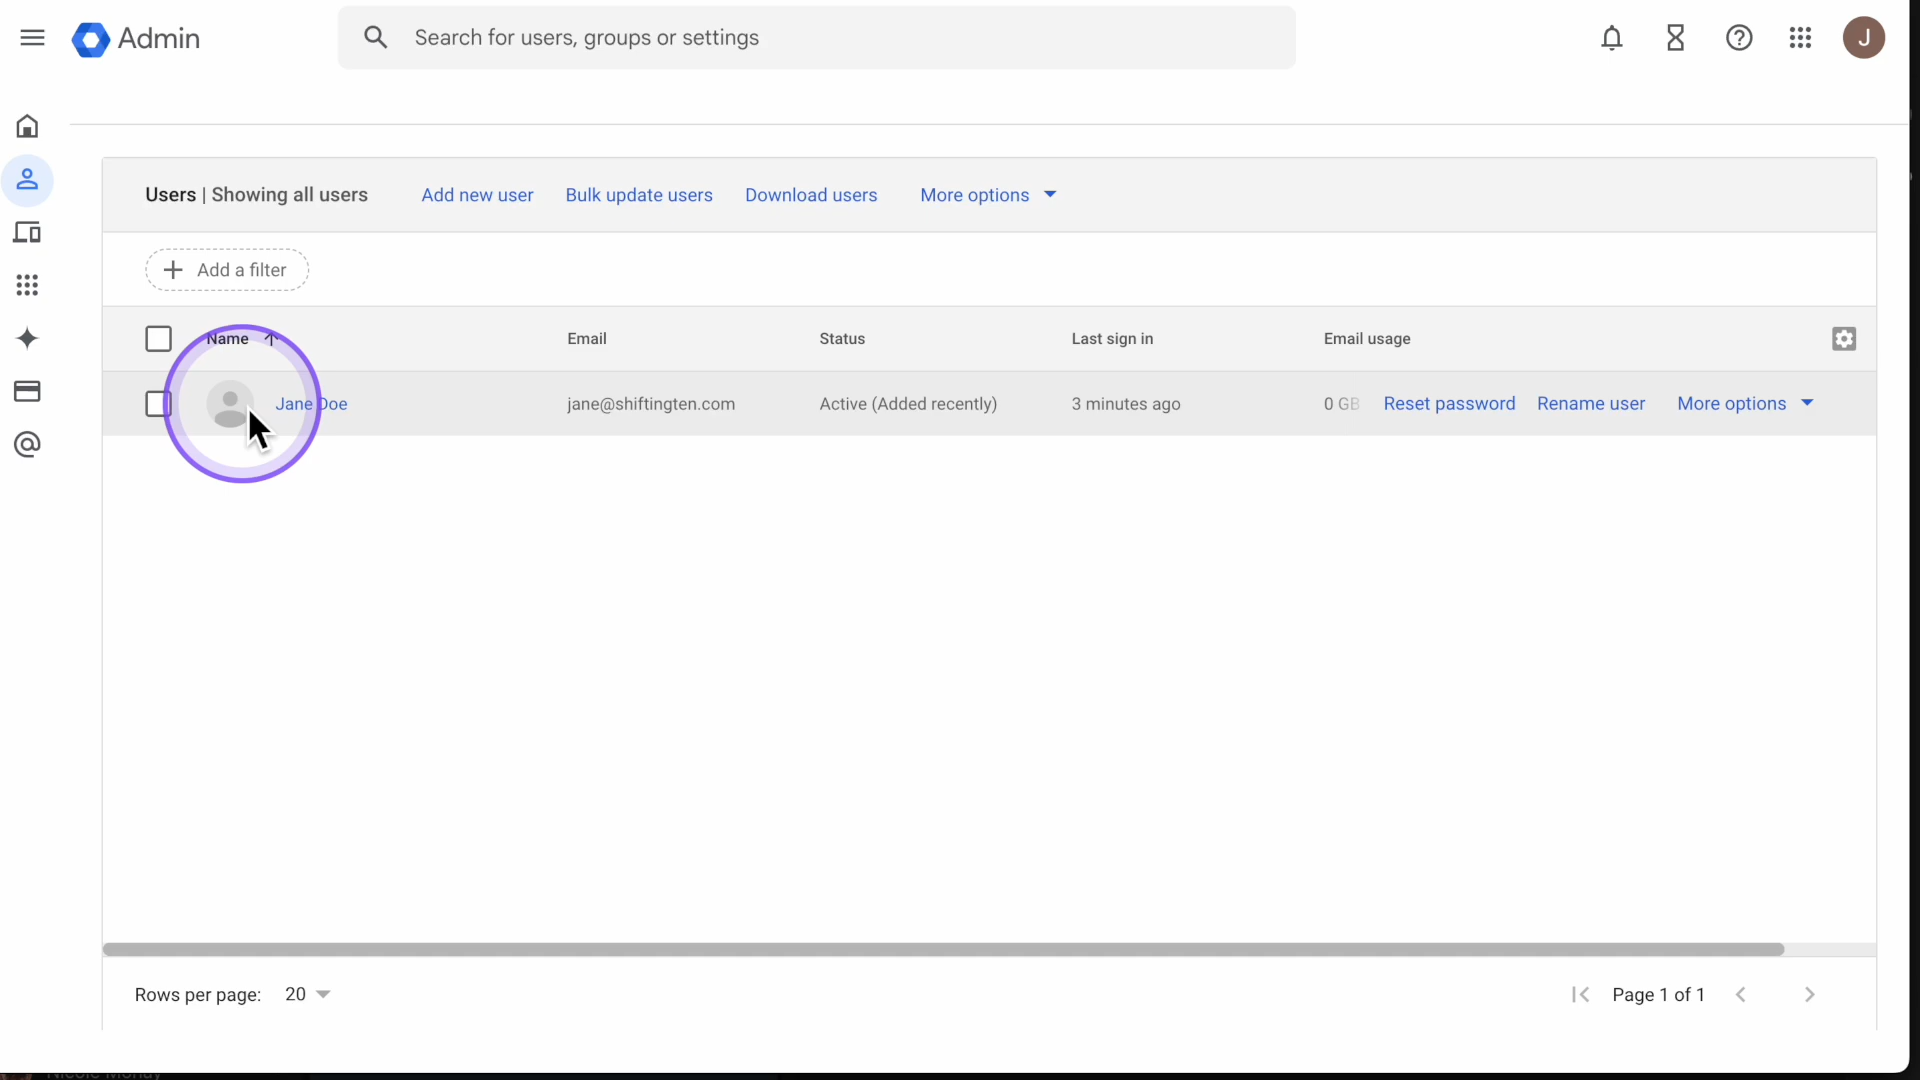 Admin
Search for users, groups or settings
J
Users | Showing all users
Add new user
Bulk update users
Download users
More options
Add a filter
Name
Email
Status
Last sign in
Email usage
Jane Doe
jane@shiftingten.com
Active (Added recently)
3 minutes ago
0 GB
Reset password
Rename user
More options
Rows per page: 20
Page 1 of 1